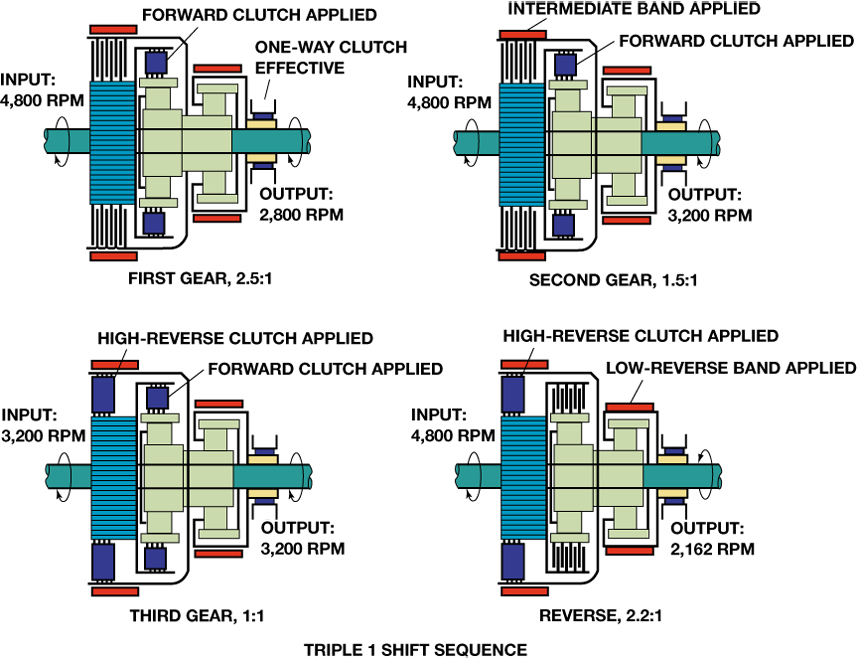 FORWARD CLUTCH APPLIED
ONE-WAY CLUTCH
EFFECTIVE
INPUT:
4,800 RPM
OUTPUT:
2,800 RPM
FIRST GEAR, 2.5:1
INTERMEDIATE BAND APPLIED
FORWARD CLUTCH APPLIED
INPUT:
4,800 RPM
OUTPUT:
3,200 RPM
SECOND GEAR, 1.5:1
HIGH-REVERSE CLUTCH APPLIED
FORWARD CLUTCH APPLIED
INPUT:
3,200 RPM
OUTPUT:
3,200 RPM
THIRD GEAR, 1:1
HIGH-REVERSE CLUTCH APPLIED
LOW-REVERSE BAND APPLIED
INPUT:
4,800 RPM
OUTPUT:
2,162 RPM
REVERSE, 2.2:1
TRIPLE 1 SHIFT SEQUENCE